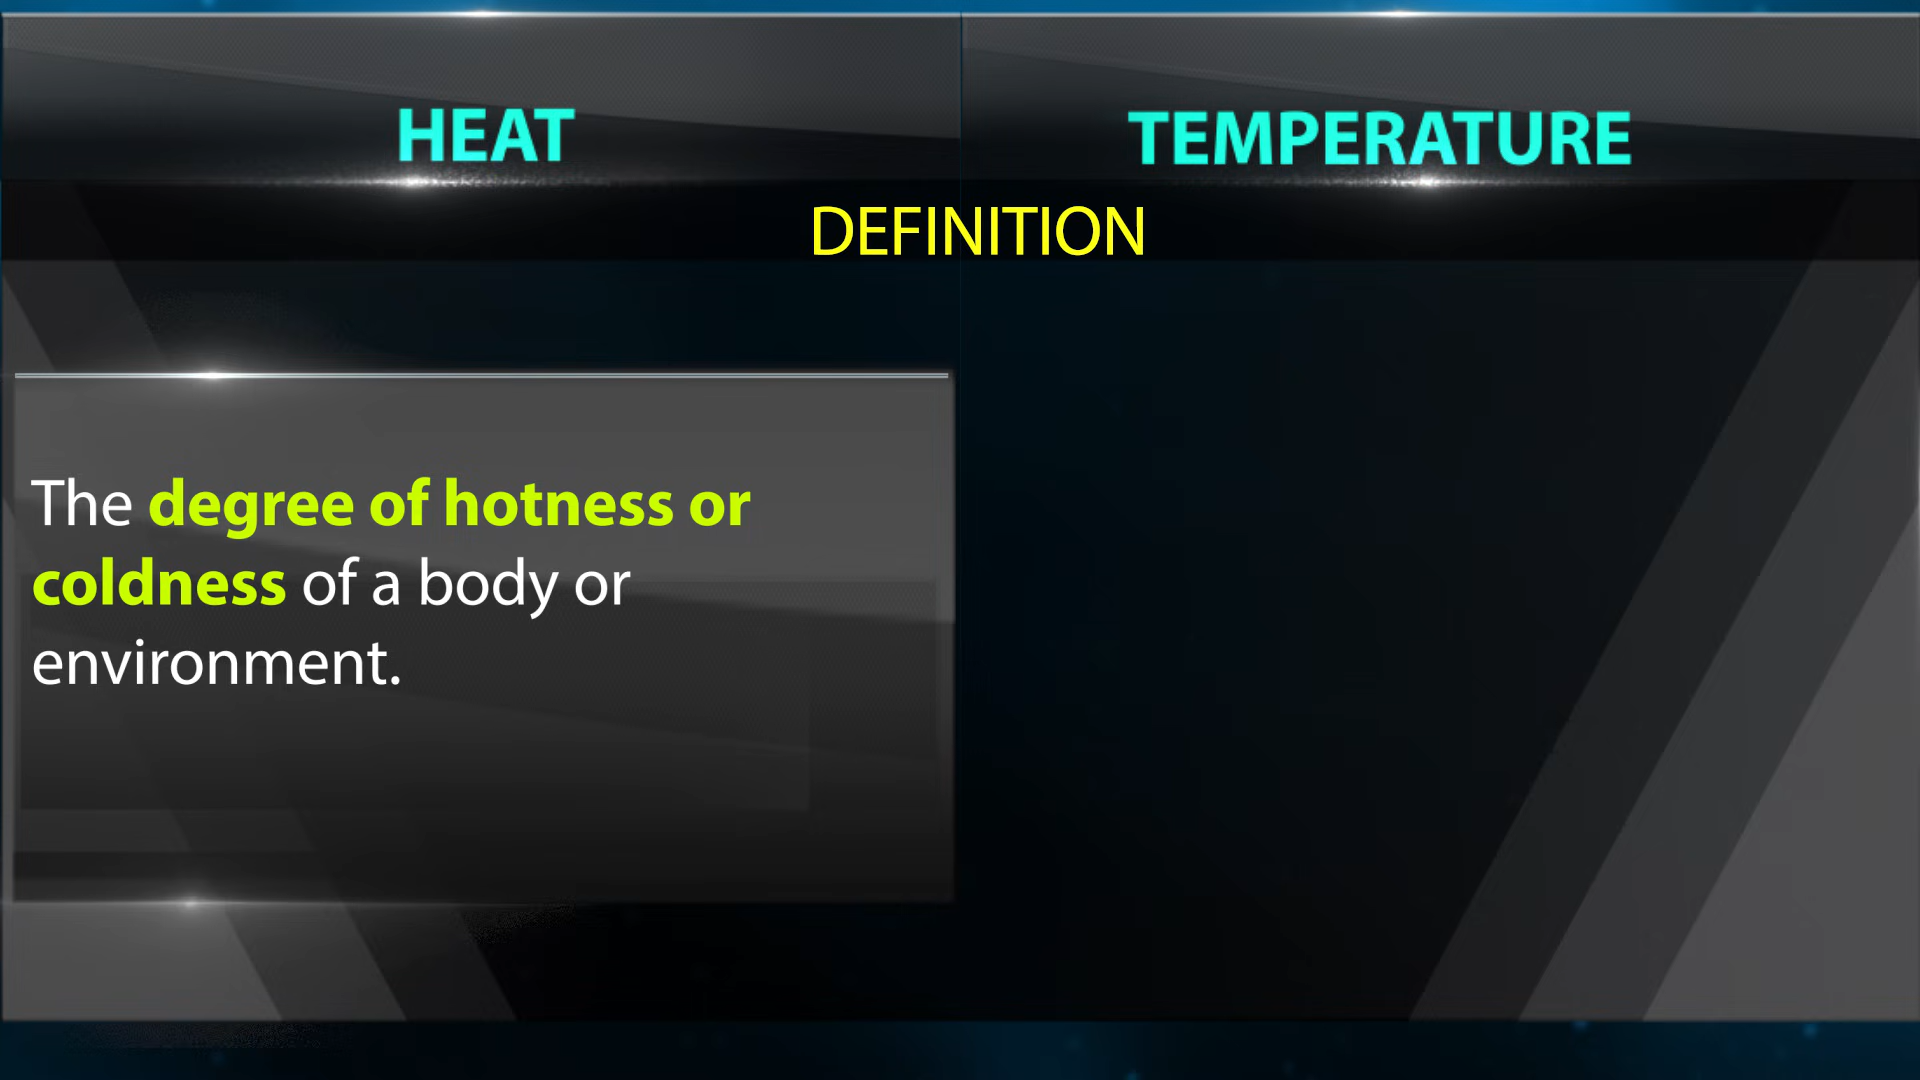 HEAT
TEMPERATURE
DEFINITION
The degree of hotness or
coldness of a body or
environment.